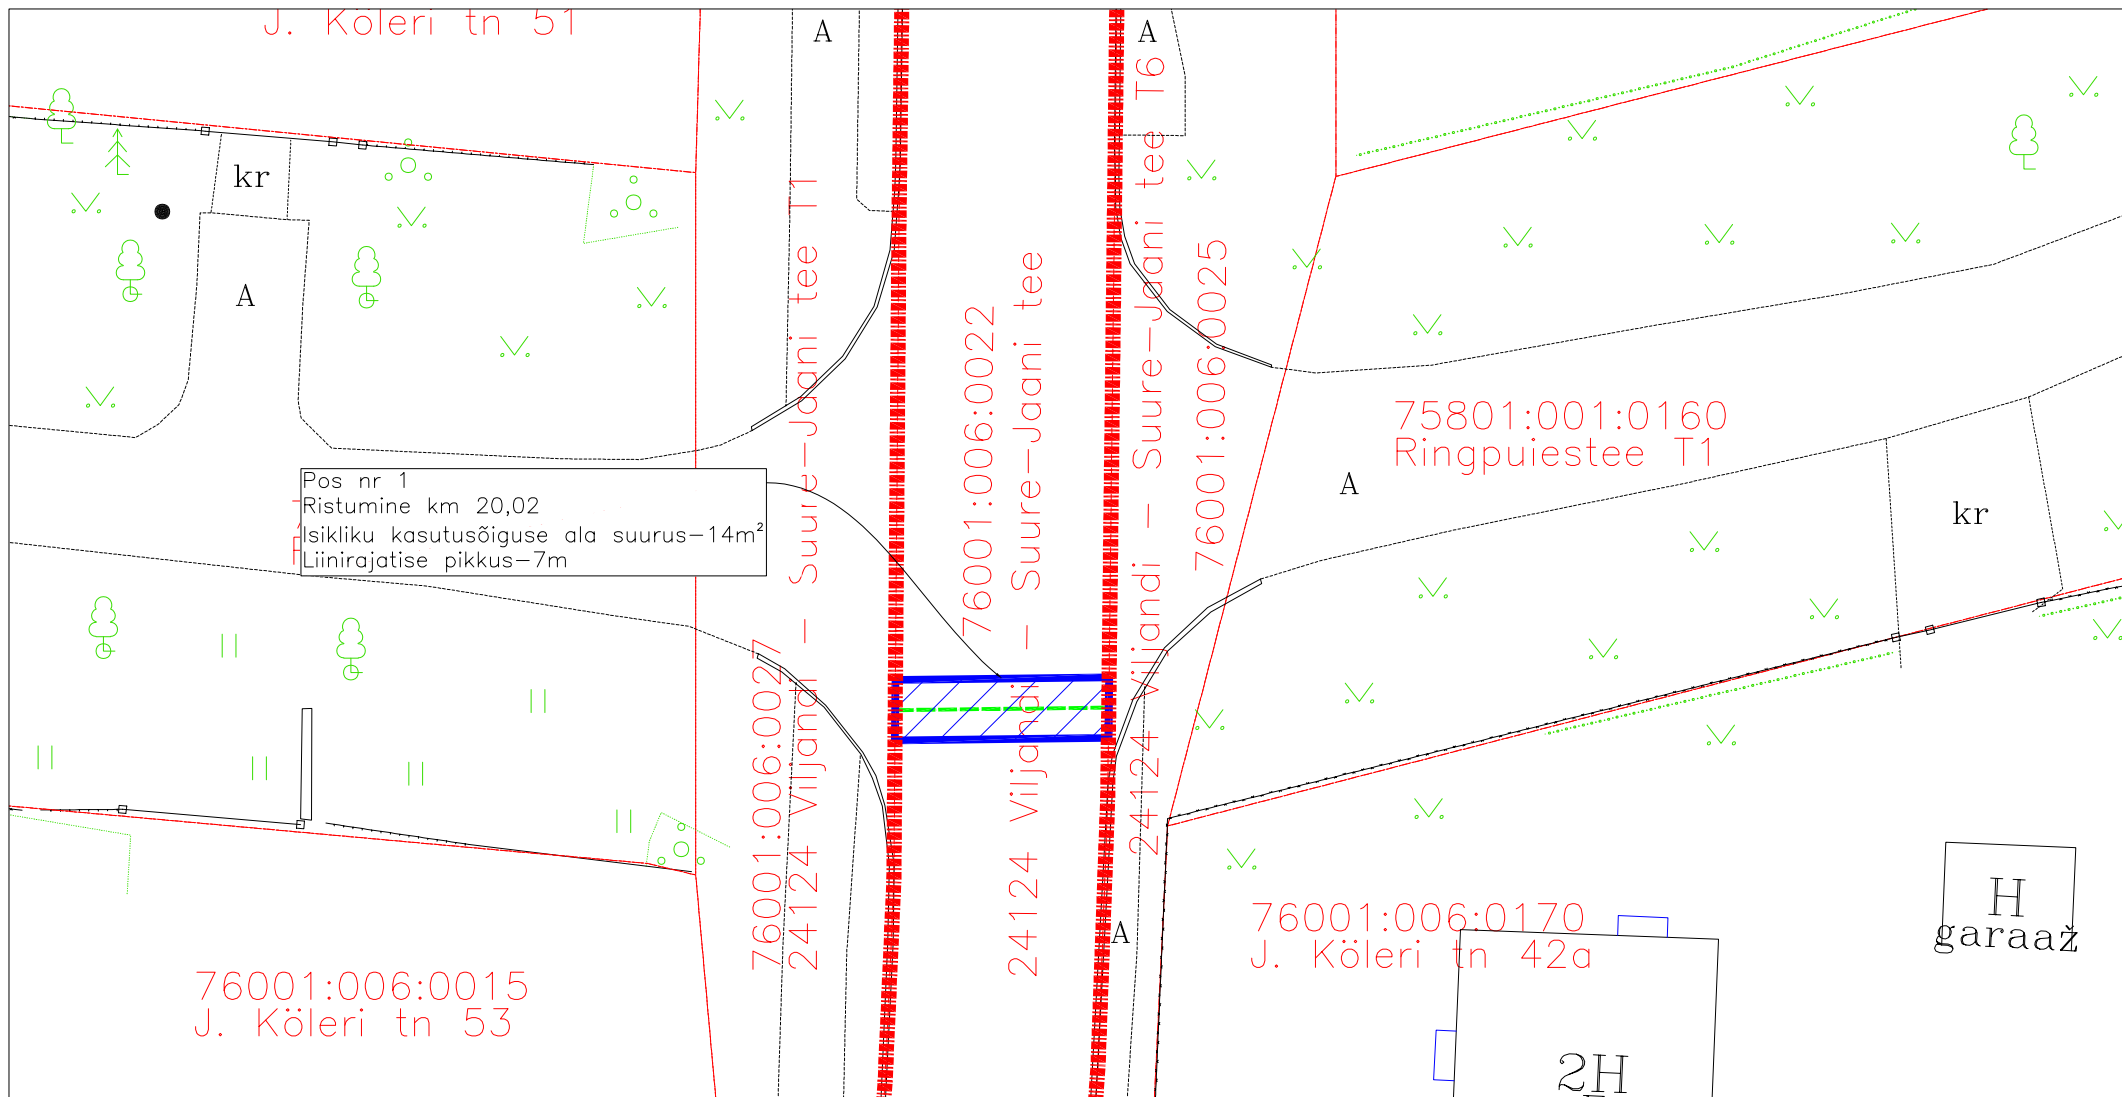 J. Köleri tn 51
A
A
kr
A
Pos nr 1
Ristumine km 20,02
Isikliku kasutusõiguse ala suurus-14m²
Liinirajatise pikkus-7m
76001:006:0027
24124 Viljandi - Suure-Jaani tee T1
76001:006:0022
24124 Viljandi - Suure-Jaani tee
24124 Viljandi - Suure-Jaani tee T6
76001:006:0025
75801:001:0160
Ringpuiestee T1
A
kr
A
76001:006:0170
J. Köleri tn 42a
H
garaaž
2H
76001:006:0015
J. Köleri tn 53